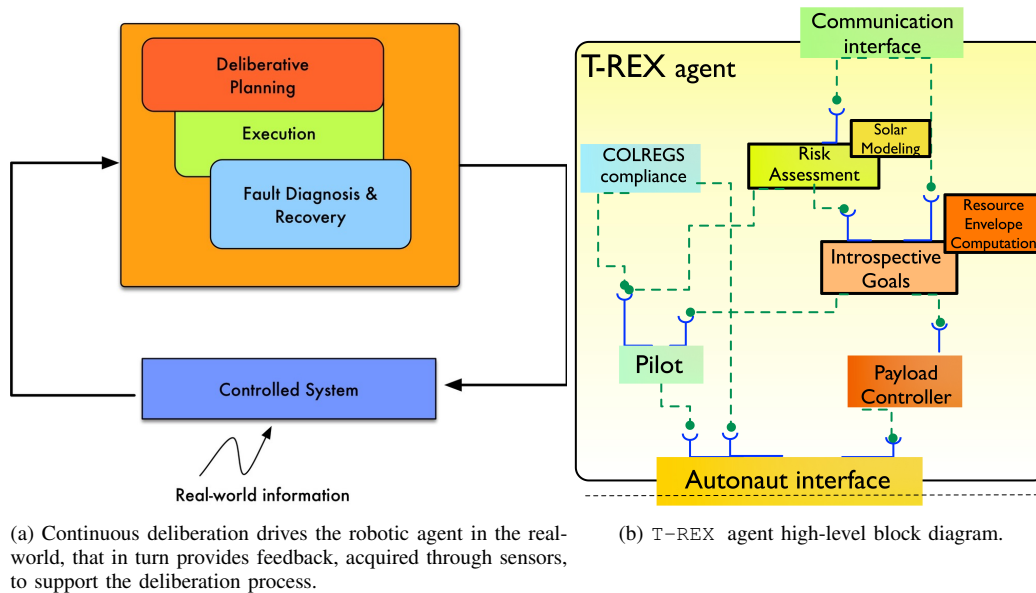 Deliberative
Planning
Execution
Fault Diagnosis &
Recovery
Controlled System
Real-world information
(a) Continuous deliberation drives the robotic agent in the real-
world, that in turn provides feedback, acquired through sensors,
to support the deliberation process.
Communication
interface
T-REX agent
Solar
Modeling
COLREGS
compliance
Risk
Assessment
Resource
Envelope
Computation
Introspective
Goals
Pilot
Payload
Controller
Autonaut interface
(b) T-REX agent high-level block diagram.